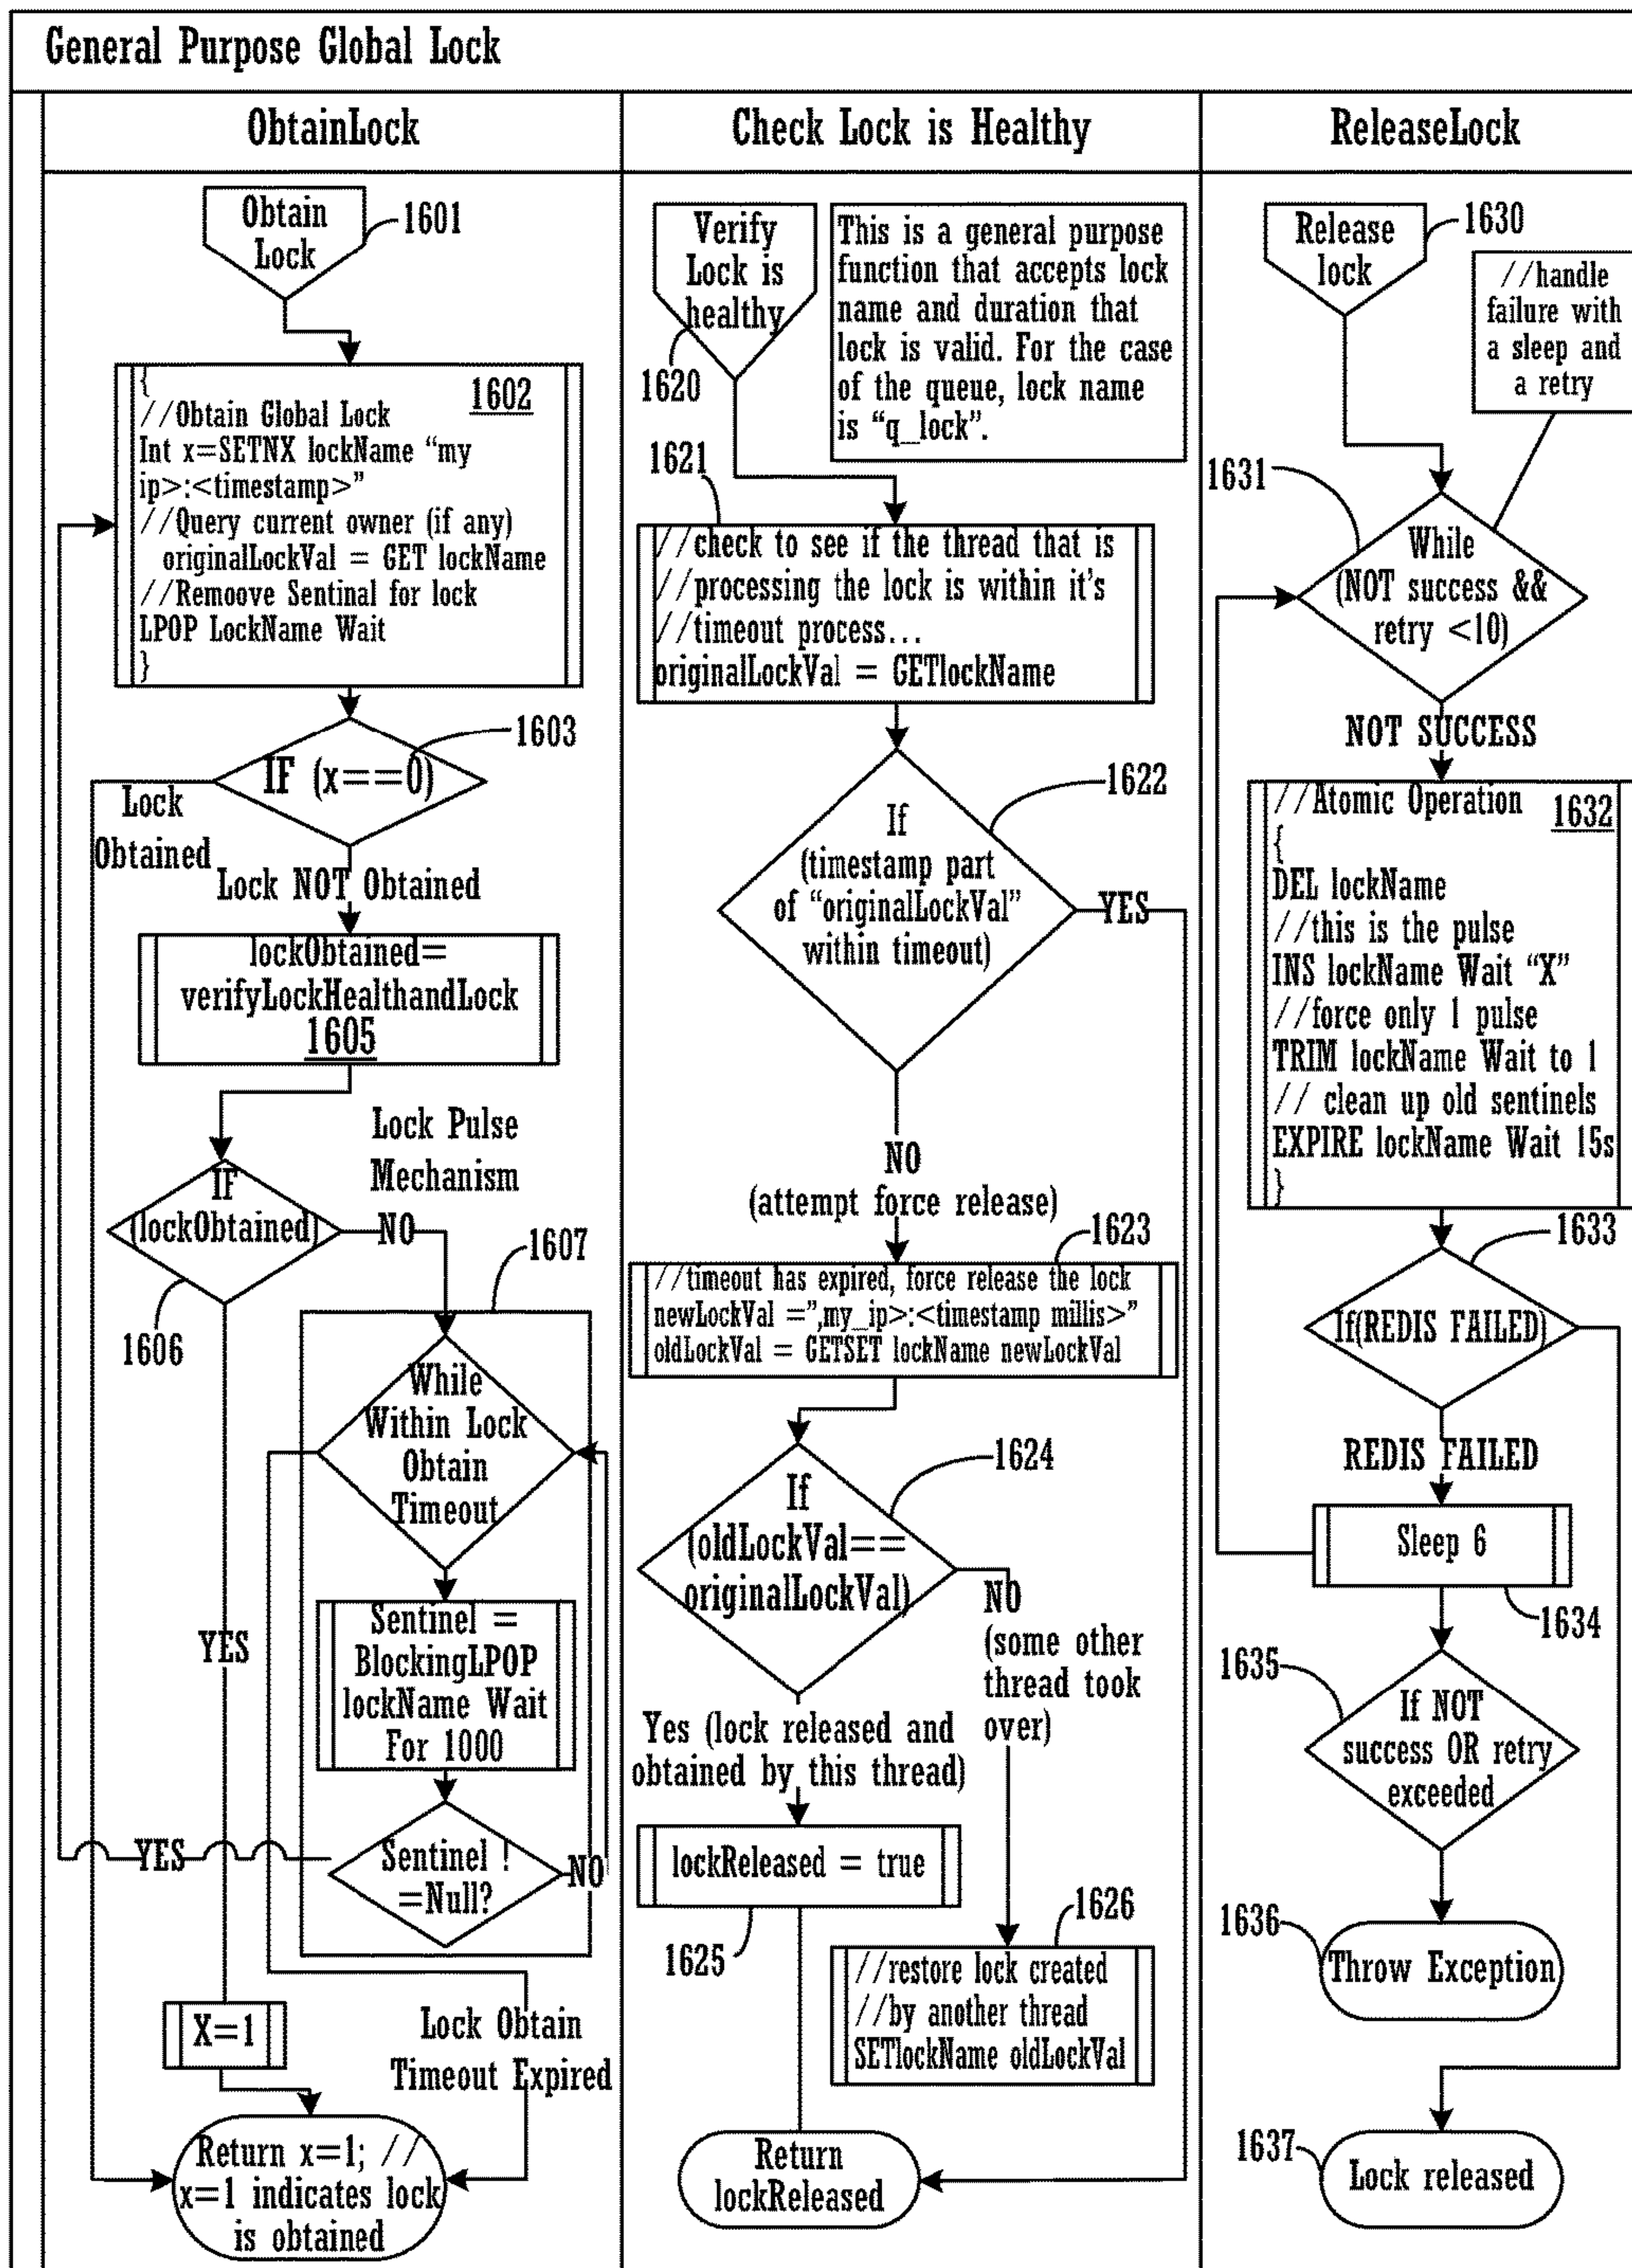 General Purpose Global Lock
ObtainLock
Obtain
Lock
1601
{
1602
//Obtain Global Lock
Int x=SETNX lockName “my
ip>:<timestamp>”
//Query current owner (if any)
originalLockVal = GET lockName
//Remoove Sentinal for lock
LPOP LockName Wait
}
1603
IF (x==0)
Lock
Obtained
Lock NOT Obtained
lockObtained=
verifyLockHealthandLock
1605
Lock Pulse
Mechanism
IF
(lockObtained)
NO
1606
1607
While
Within Lock
Obtain
Timeout
YES
Sentinel =
BlockingLPOP
lockName Wait
For 1000
YES
Sentinel !
=Null?
NO
X=1
Lock Obtain
Timeout Expired
Return x=1; //
x=1 indicates lock
is obtained
Check Lock is Healthy
Verify
Lock is
healthy
1620
This is a general purpose
function that accepts lock
name and duration that
lock is valid. For the case
of the queue, lock name
is “q_lock”.
1621
//check to see if the thread that is
//processing the lock is within it's
//timeout process...
originalLockVal = GETlockName
1622
If
(timestamp part
of “originalLockVal”
within timeout)
YES
NO
(attempt force release)
1623
//timeout has expired, force release the lock
newLockVal =”,my_ip>:<timestamp millis>”
oldLockVal = GETSET lockName newLockVal
1624
If
(oldLockVal==
originalLockVal)
NO
(some other
thread took
over)
Yes (lock released and
obtained by this thread)
lockReleased = true
1625
1626
//restore lock created
//by another thread
SETlockName oldLockVal
Return
lockReleased
ReleaseLock
Release
lock
1630
//handle
failure with
a sleep and
a retry
1631
While
(NOT success &&
retry <10)
NOT SUCCESS
//Atomic Operation
1632
{
DEL lockName
//this is the pulse
INS lockName Wait “X”
//force only 1 pulse
TRIM lockName Wait to 1
// clean up old sentinels
EXPIRE lockName Wait 15s
}
1633
If(REDIS FAILED)
REDIS FAILED
Sleep 6
1634
1635
If NOT
success OR retry
exceeded
1636
Throw Exception
1637
Lock released